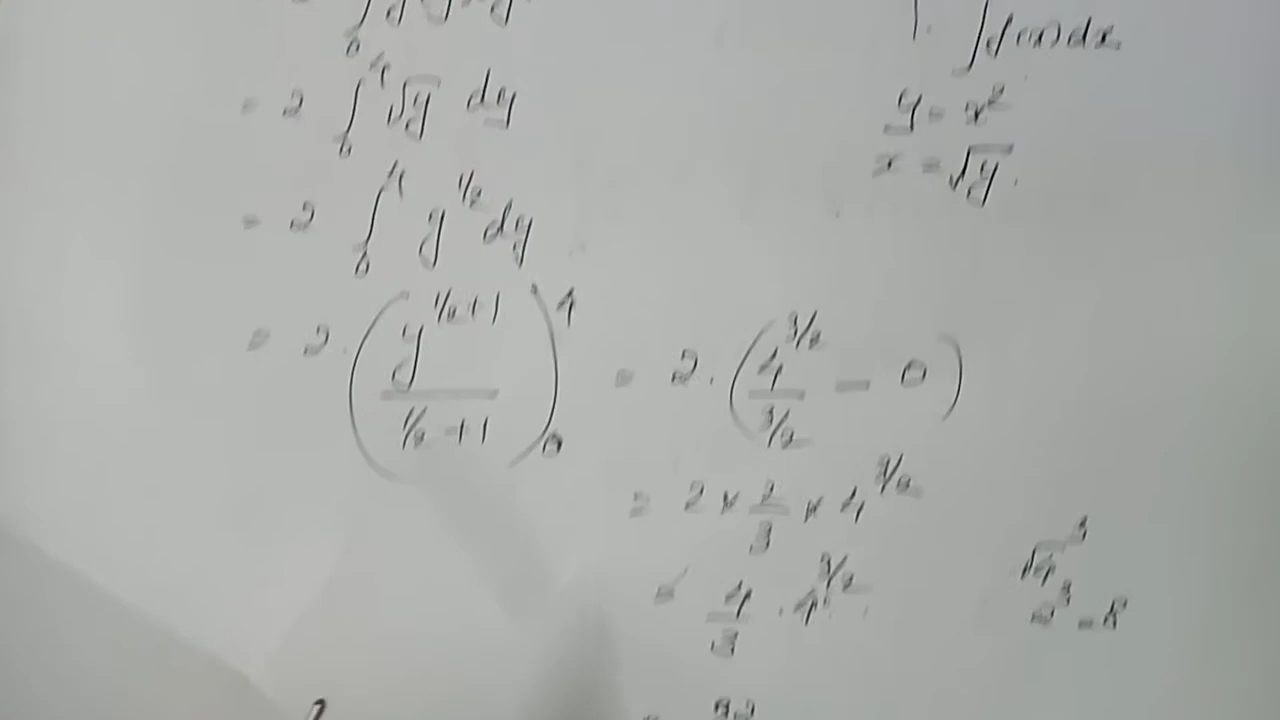 ∫f(x)dx
= 2 ∫₀⁴ √y dy
y = x²
x = √y.
= 2 ∫₀⁴ y^(1/2) dy
= 2. ( y^(1/2+1) / (1/2+1) )₀⁴ = 2. ( 4^(3/2) / (3/2) − 0 )
= 2 × 2/3 × 4^(3/2)
= 4/3 . 4^(3/2)
√4³
2³ = 8